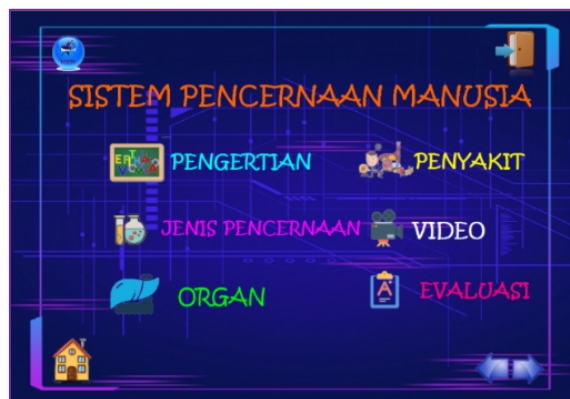 SISTEM PENCERNAAN MANUSIA
PENGERTIAN
PENYAKIT
JENIS PENCERNAAN
VIDEO
ORGAN
EVALUASI